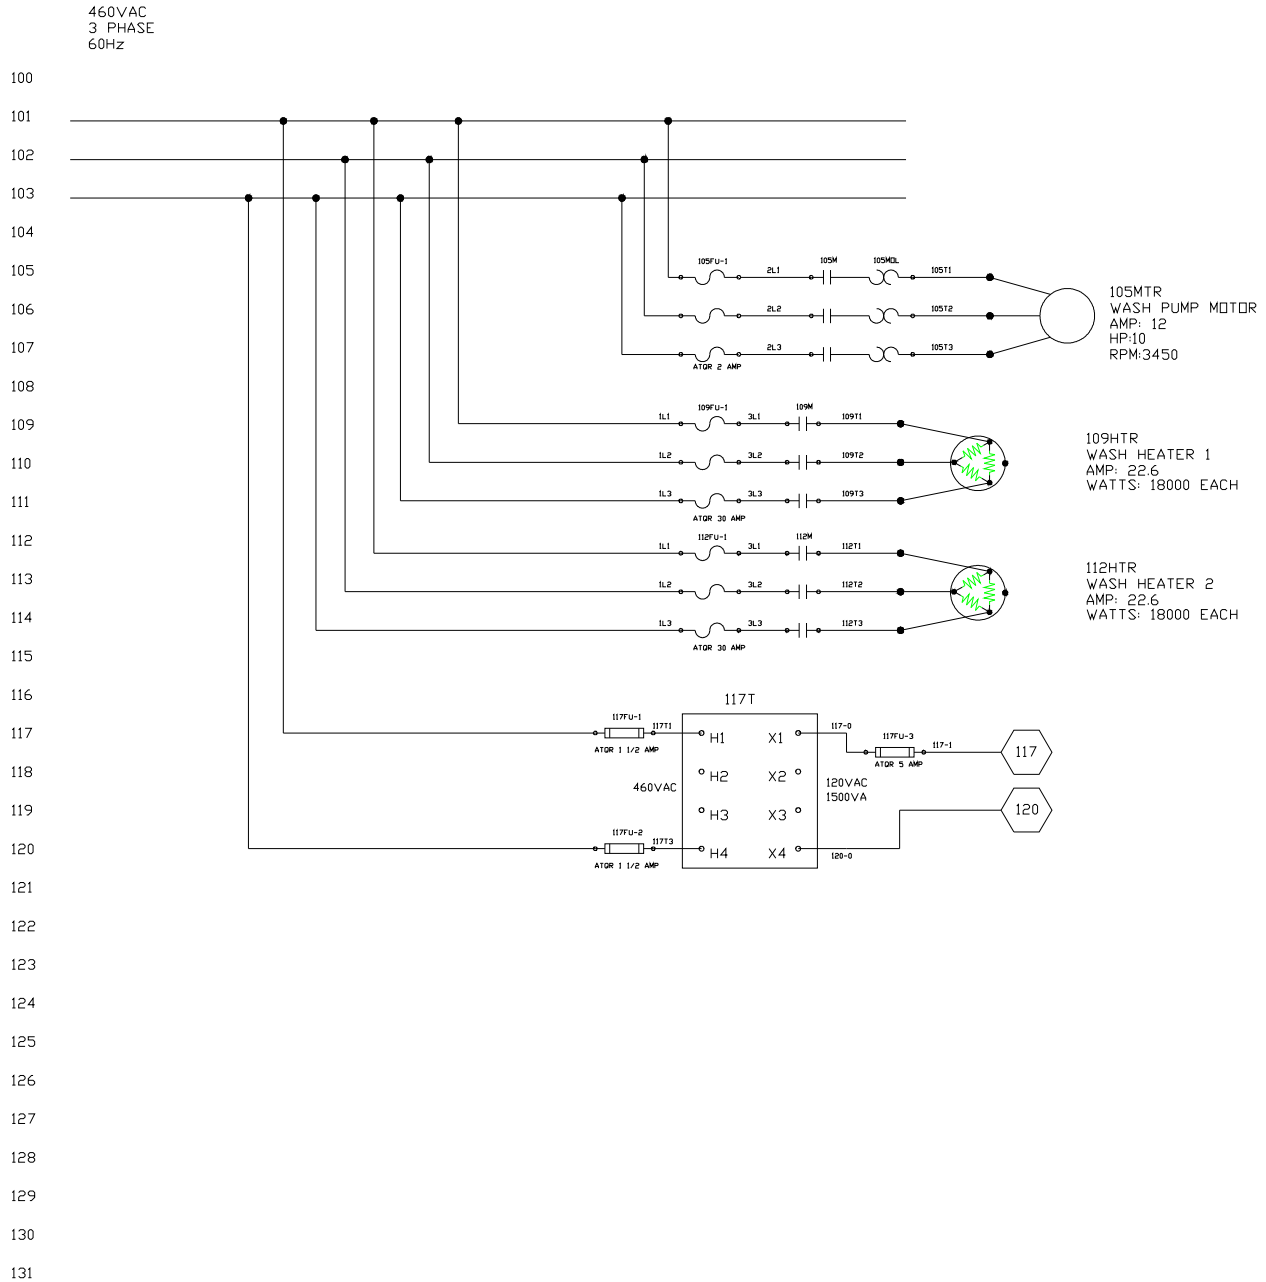 460VAC
3 PHASE
60Hz
100
101
102
103
104
105
105FU-1
2L1
105M
105MOL
105T1
105MTR
WASH PUMP MOTOR
AMP: 12
HP:10
RPM:3450
106
2L2
105T2
107
2L3
105T3
ATQR 2 AMP
108
109
1L1
109FU-1
3L1
109M
109T1
109HTR
WASH HEATER 1
AMP: 22.6
WATTS: 18000 EACH
110
1L2
3L2
109T2
111
1L3
3L3
109T3
ATQR 30 AMP
112
1L1
112FU-1
3L1
112M
112T1
112HTR
WASH HEATER 2
AMP: 22.6
WATTS: 18000 EACH
113
1L2
3L2
112T2
114
1L3
3L3
112T3
ATQR 30 AMP
115
116
117T
117
117FU-1
117T1
ATQR 1 1/2 AMP
H1
X1
117-0
117FU-3
117-1
ATQR 5 AMP
117
118
H2
X2
460VAC
120VAC
1500VA
119
H3
X3
120
120
117FU-2
117T3
ATQR 1 1/2 AMP
H4
X4
120-0
121
122
123
124
125
126
127
128
129
130
131